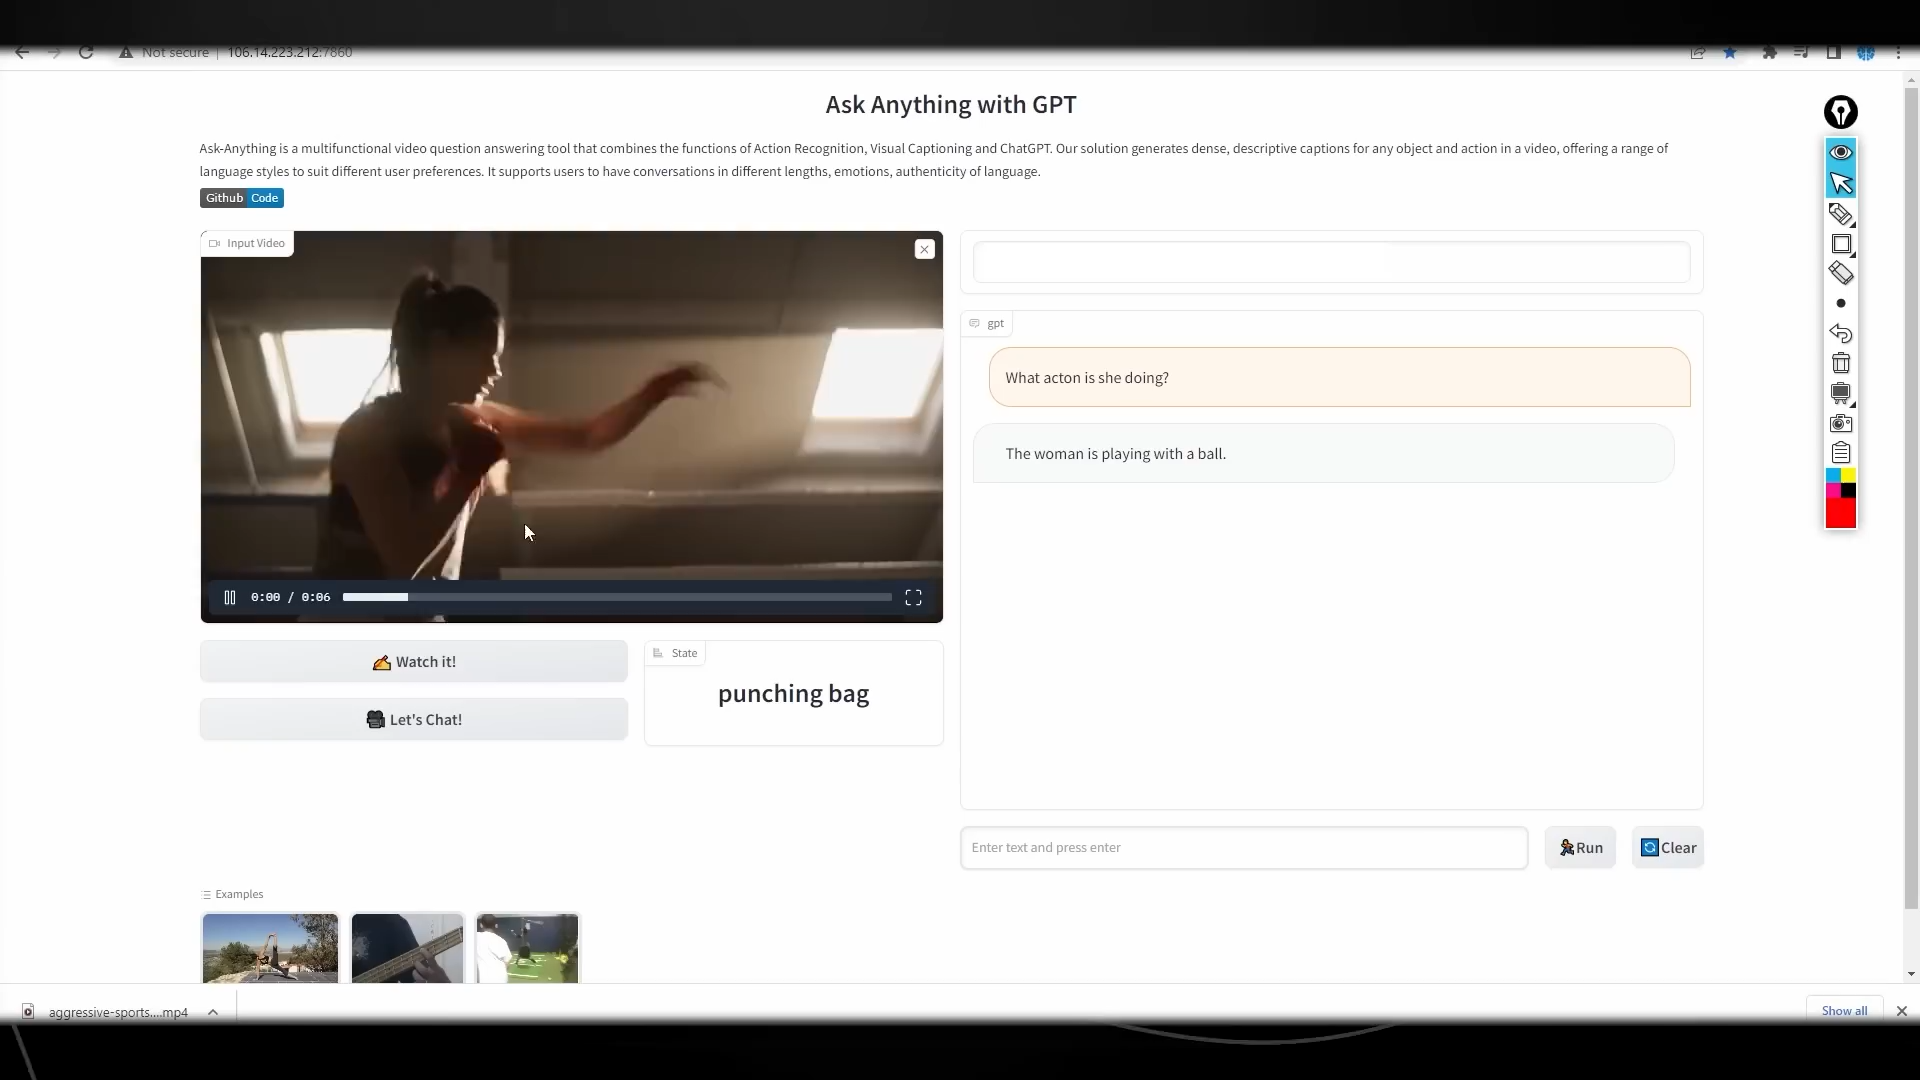 Not secure
106.14.223.212:7860
Ask Anything with GPT
Ask-Anything is a multifunctional video question answering tool that combines the functions of Action Recognition, Visual Captioning and ChatGPT. Our solution generates dense, descriptive captions for any object and action in a video, offering a range of
language styles to suit different user preferences. It supports users to have conversations in different lengths, emotions, authenticity of language.
Github Code
Input Video
gpt
What acton is she doing?
The woman is playing with a ball.
0:00 / 0:06
Watch it!
Let's Chat!
State
punching bag
Enter text and press enter
Run
Clear
Examples
aggressive-sports....mp4
Show all